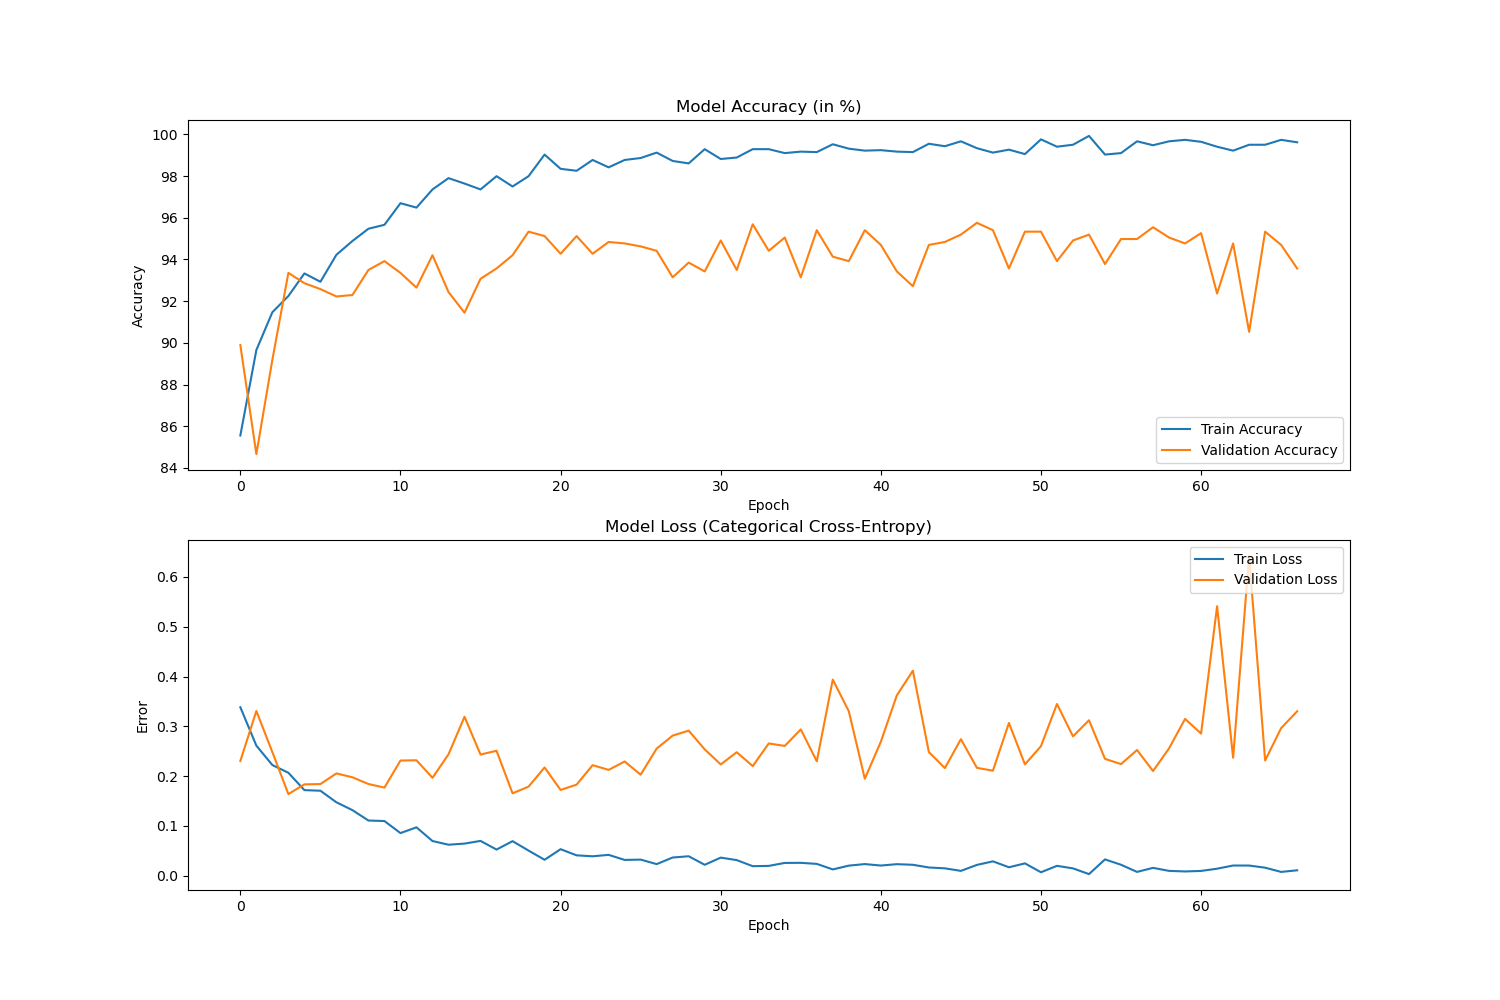 Model Accuracy (in %)
100
98
96
94
92
90
88
86
84
Accuracy
Train Accuracy
Validation Accuracy
0 10 20 30 40 50 60
Epoch
Model Loss (Categorical Cross-Entropy)
0.6
0.5
0.4
0.3
0.2
0.1
0.0
Error
Train Loss
Validation Loss
0 10 20 30 40 50 60
Epoch